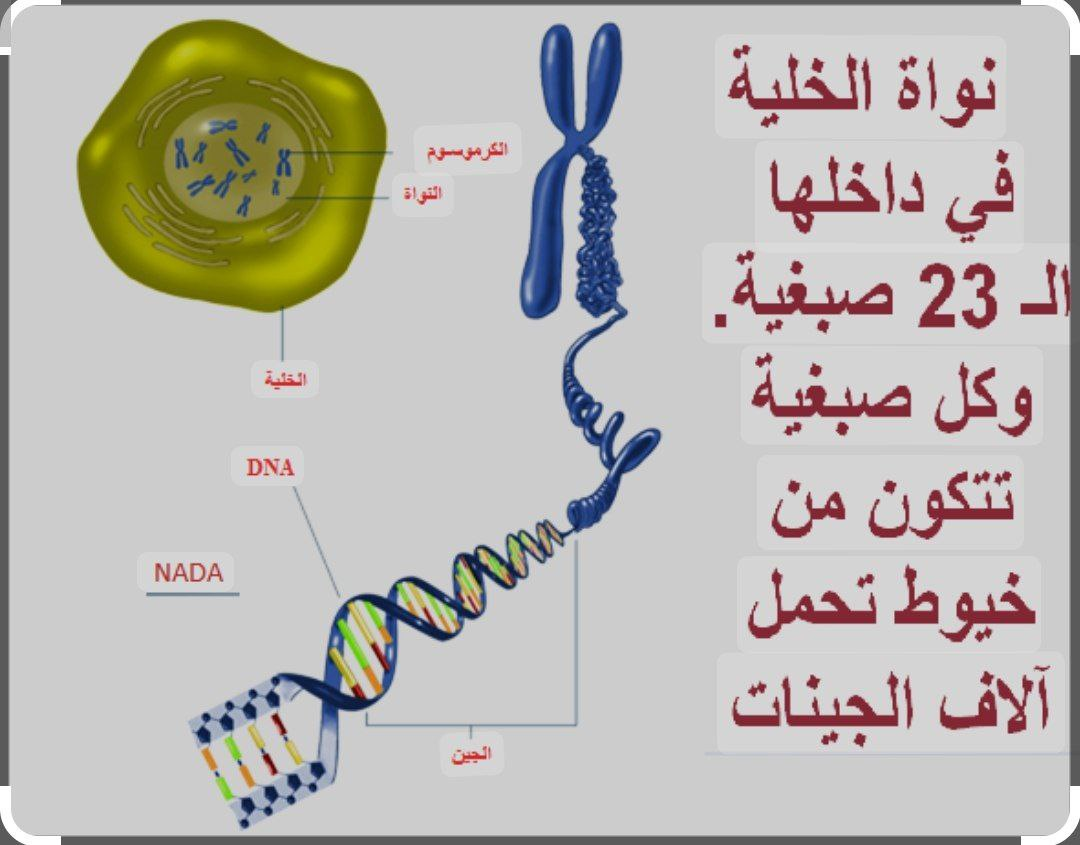 نواة الخلية
في داخلها
الـ 23 صبغية.
وكل صبغية
تتكون من
خيوط تحمل
آلاف الجينات
الكرموسوم
النواة
الخلية
DNA
NADA
الجين